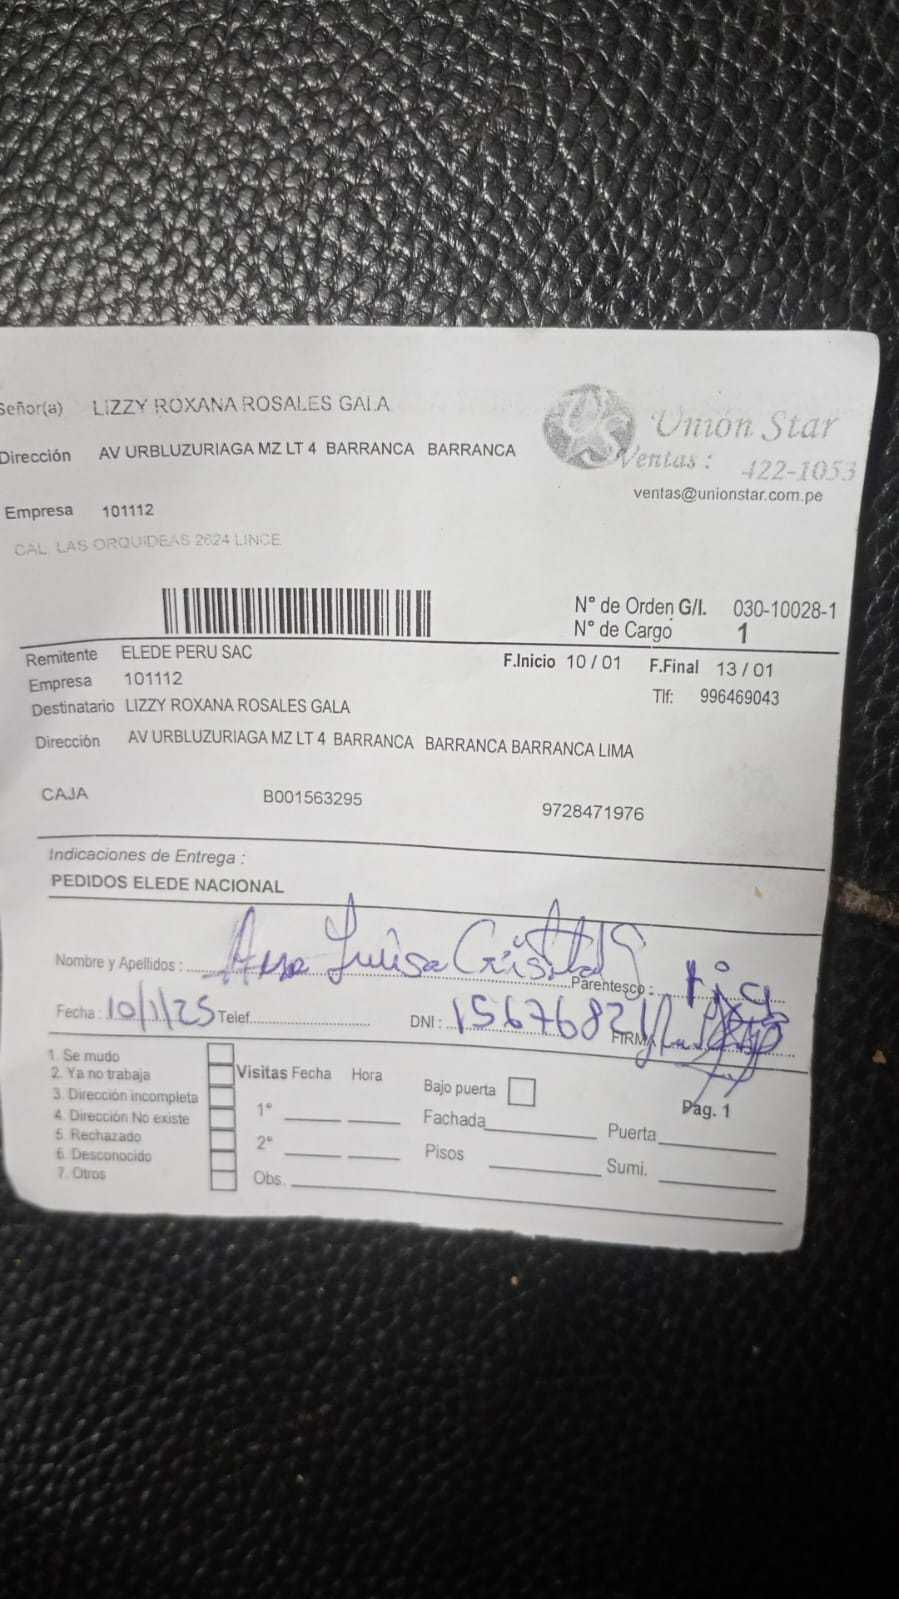 Señor(a) LIZZY ROXANA ROSALES GALA
Unión Star
Dirección AV URBLUZURIAGA MZ LT 4 BARRANCA BARRANCA
Ventas : 422-1053
ventas@unionstar.com.pe
Empresa 101112
CAL. LAS ORQUIDEAS 2624 LINCE
N° de Orden G/I. 030-10028-1
N° de Cargo 1
Remitente ELEDE PERU SAC
F.Inicio 10 / 01 F.Final 13 / 01
Empresa 101112
Tlf: 996469043
Destinatario LIZZY ROXANA ROSALES GALA
Dirección AV URBLUZURIAGA MZ LT 4 BARRANCA BARRANCA BARRANCA LIMA
CAJA B001563295 9728471976
Indicaciones de Entrega :
PEDIDOS ELEDE NACIONAL
Nombre y Apellidos : Ana Luisa Parentesco :
Fecha : 10/1/25 Telef. DNI : 15676821 FIRMA
1. Se mudo
2. Ya no trabaja
3. Dirección incompleta
4. Dirección No existe
5. Rechazado
6. Desconocido
7. Otros
Visitas Fecha Hora
1°
2°
Obs.
Bajo puerta
Fachada
Pisos
Pag. 1
Puerta
Sumi.